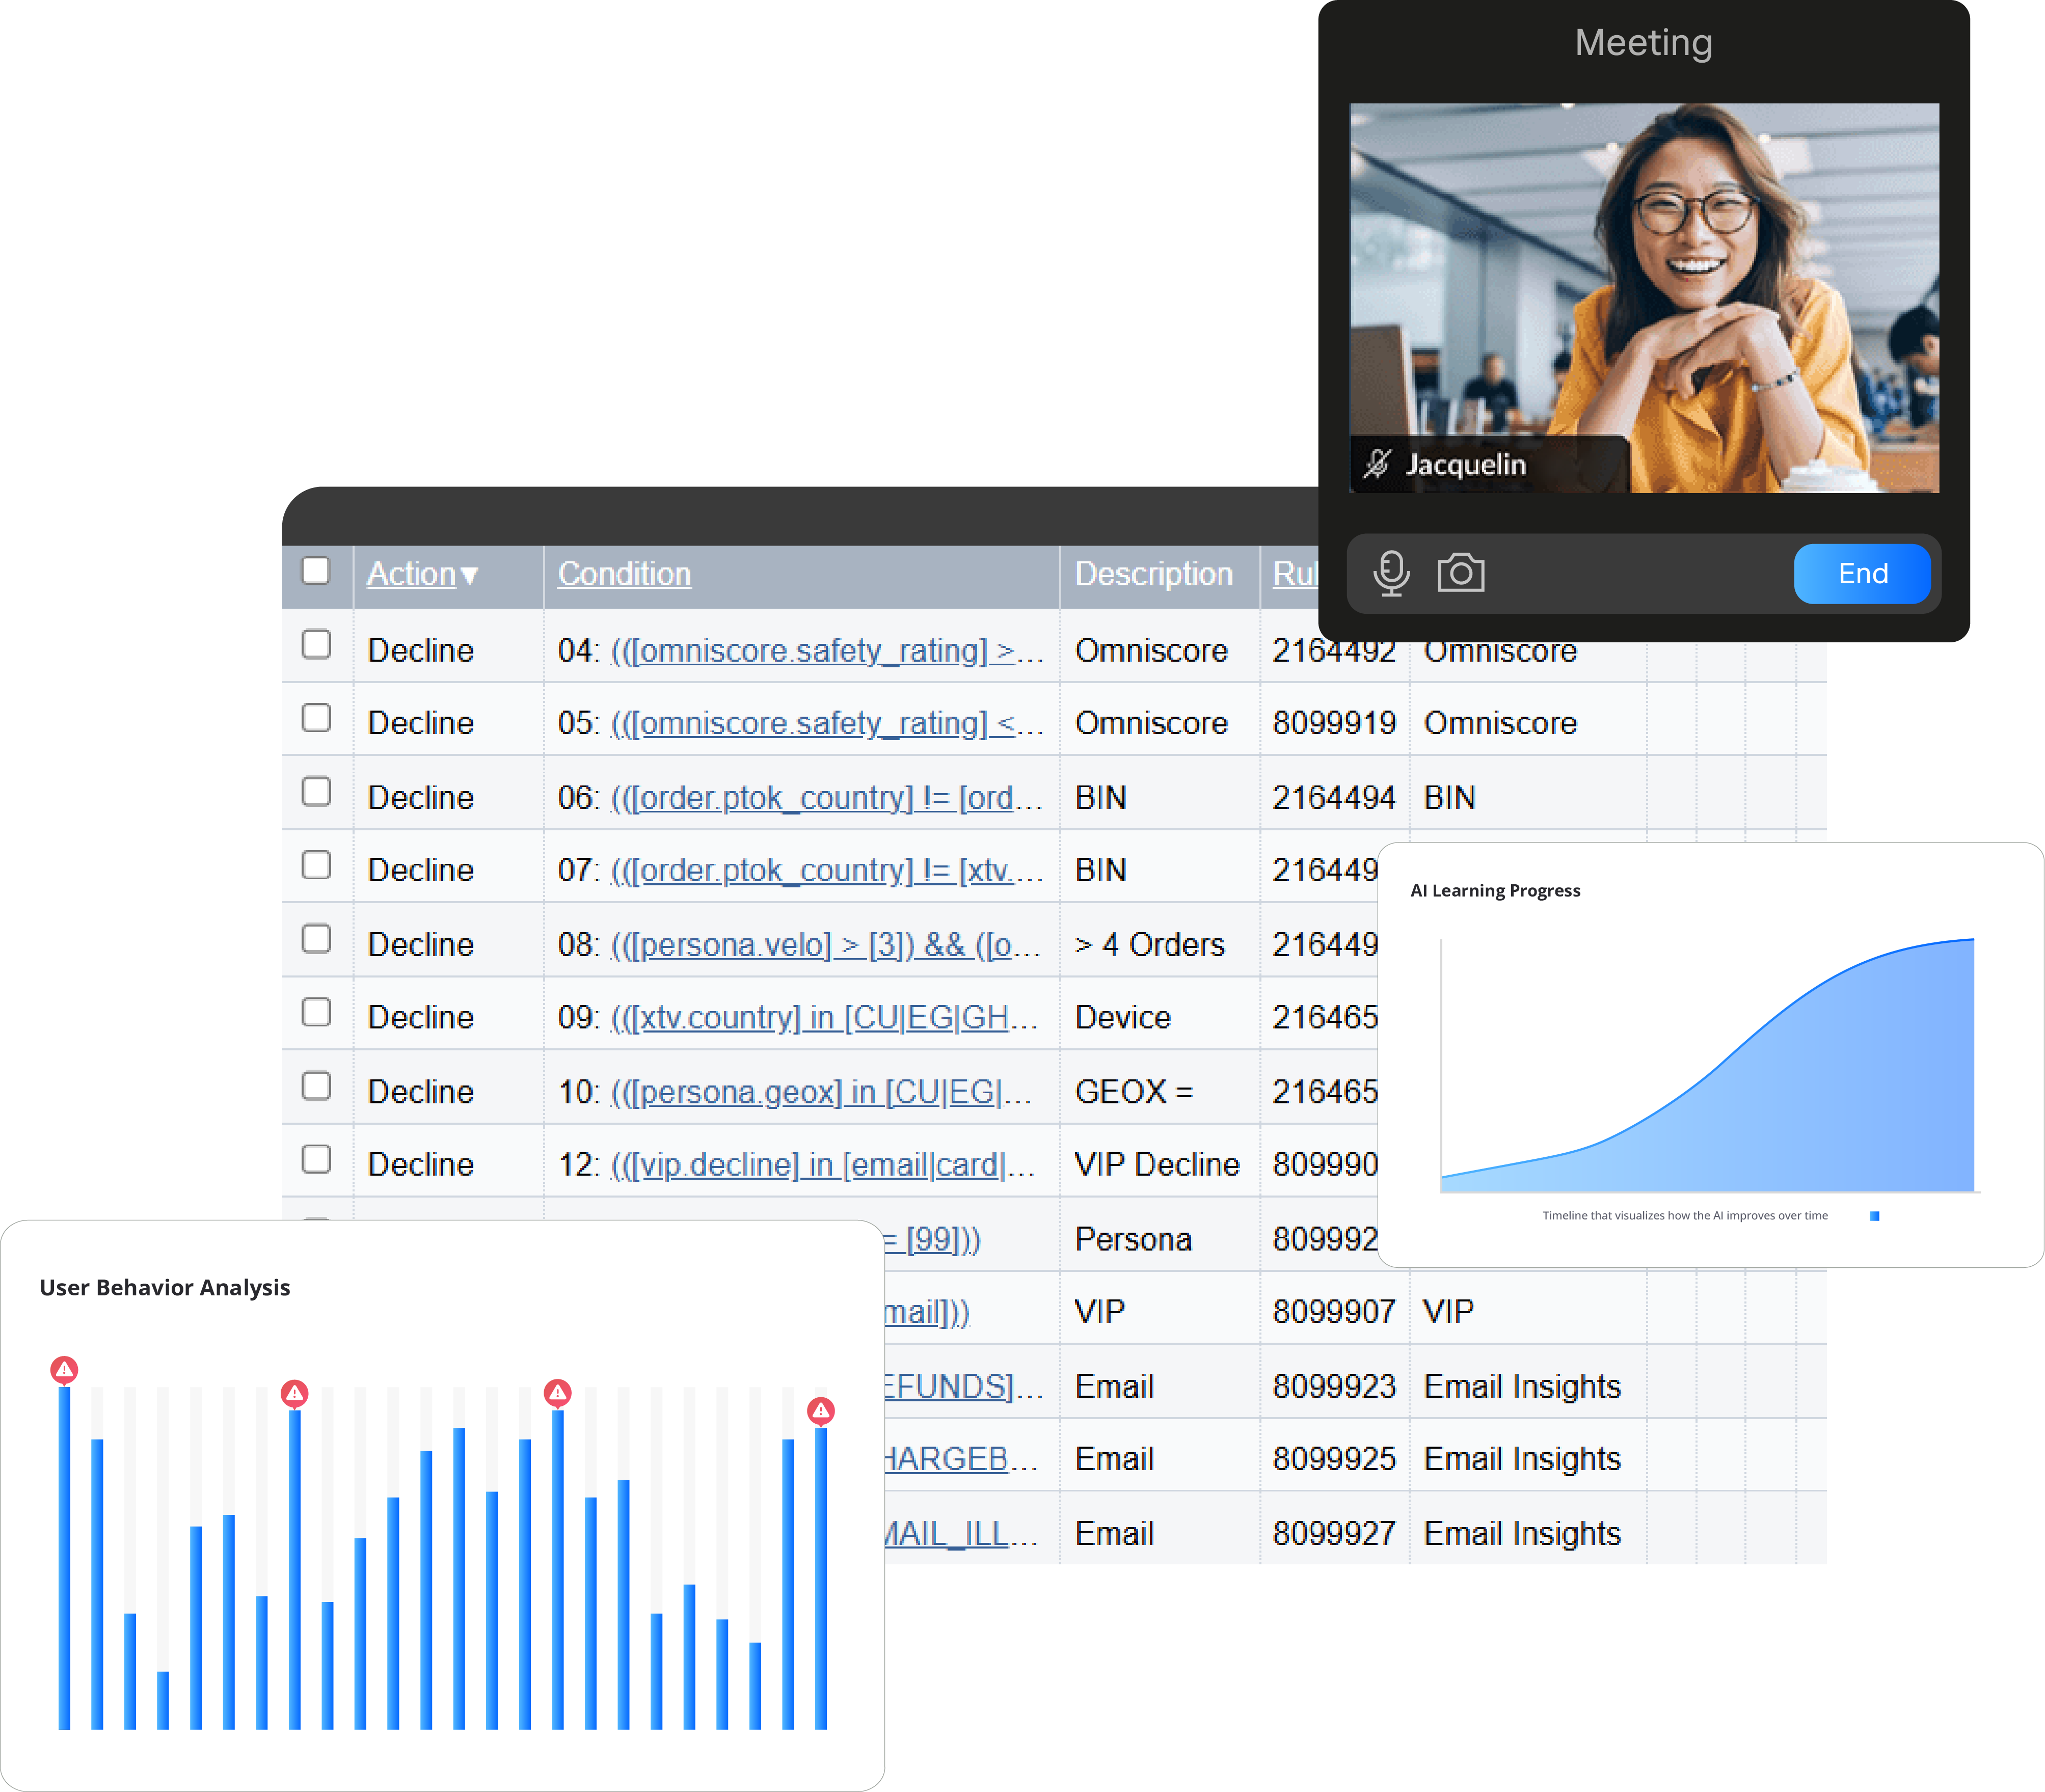 Meeting
Jacquelin
End
Action▼ Condition Description
Decline 04: (([omniscore.safety_rating] >... Omniscore 2164492 Omniscore
Decline 05: (([omniscore.safety_rating] <... Omniscore 8099919 Omniscore
Decline 06: (([order.ptok_country] != [ord... BIN 2164494 BIN
Decline 07: (([order.ptok_country] != [xtv.... BIN 216449
Decline 08: (([persona.velo] > [3]) && ([o... > 4 Orders 216449
Decline 09: (([xtv.country] in [CU|EG|GH... Device 216465
Decline 10: (([persona.geox] in [CU|EG|... GEOX = 216465
Decline 12: (([vip.decline] in [email|card|... VIP Decline 809990
= [99])) Persona 809992
mail])) VIP 8099907 VIP
EFUNDS]... Email 8099923 Email Insights
HARGEB... Email 8099925 Email Insights
MAIL_ILL... Email 8099927 Email Insights
AI Learning Progress
Timeline that visualizes how the AI improves over time
User Behavior Analysis